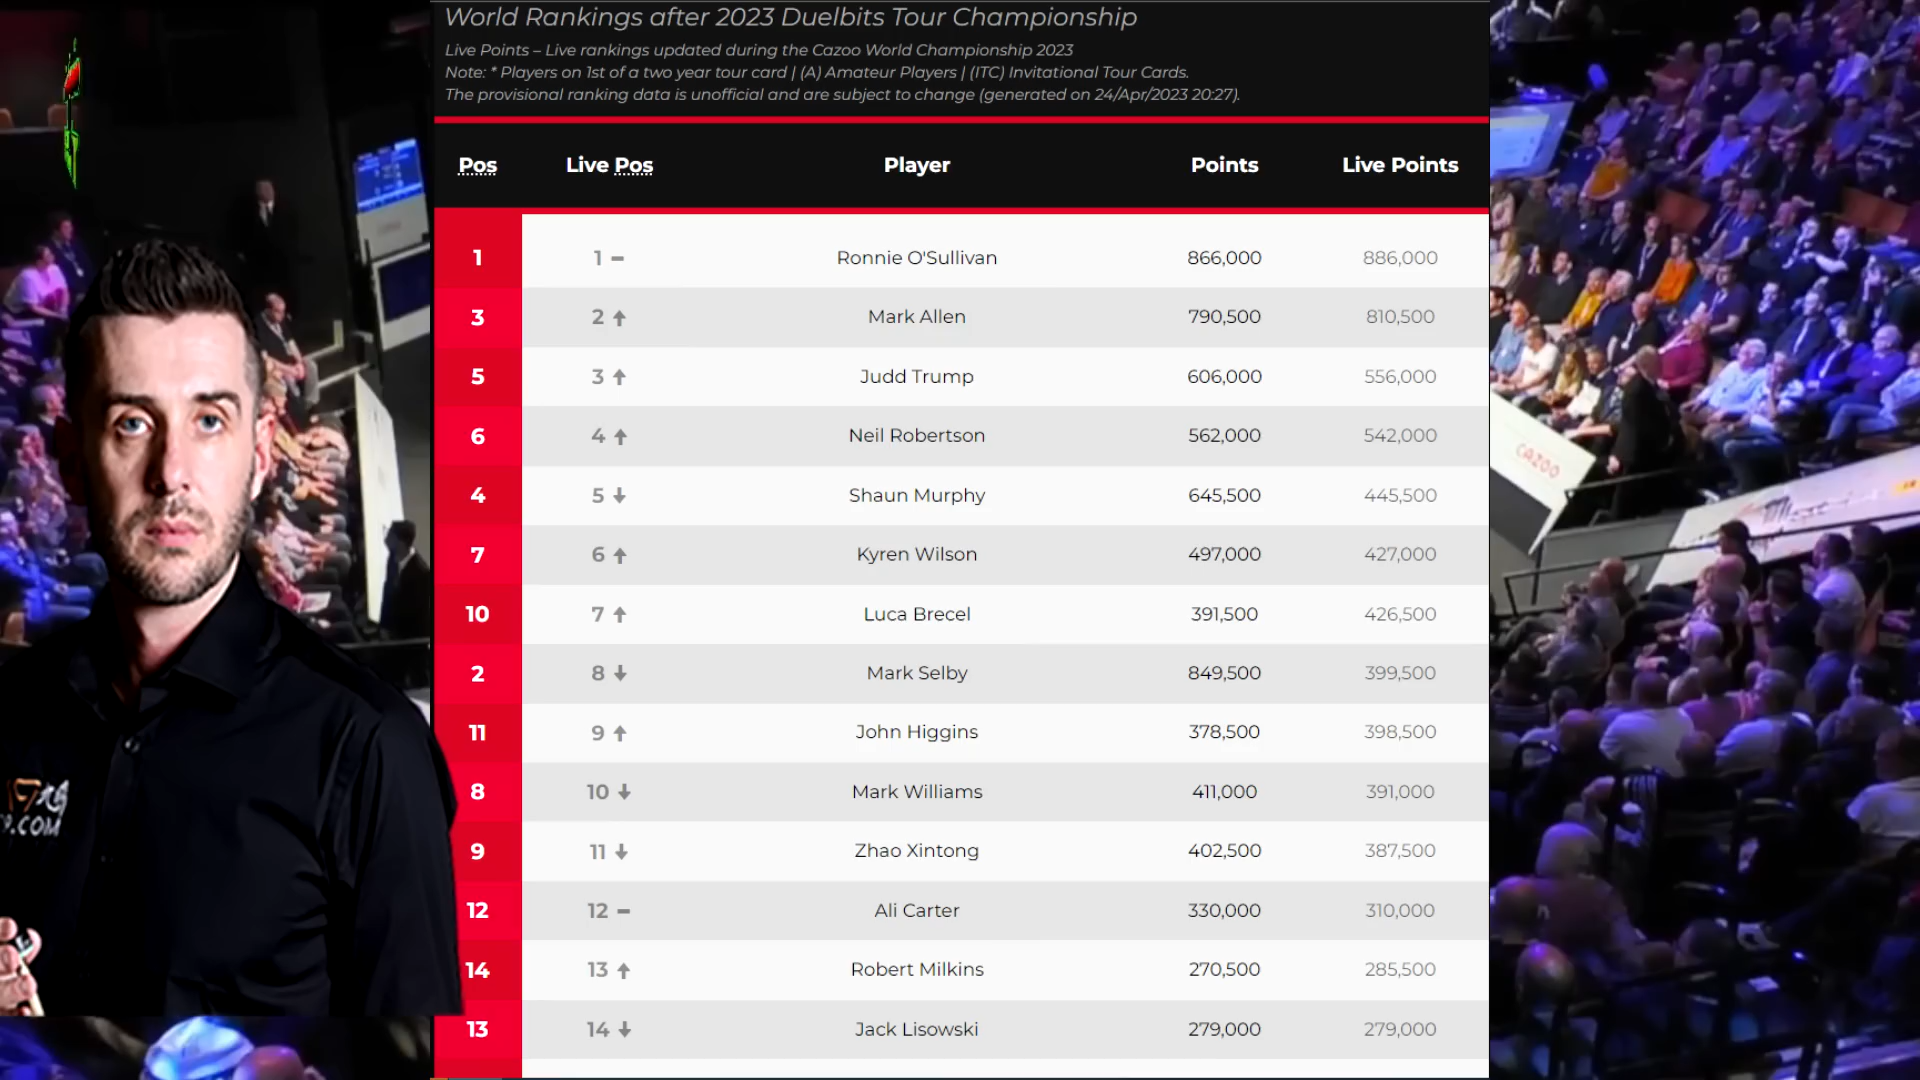 World Rankings after 2023 Duelbits Tour Championship
Live Points – Live rankings updated during the Cazoo World Championship 2023
Note: * Players on 1st of a two year tour card | (A) Amateur Players | (ITC) Invitational Tour Cards.
The provisional ranking data is unofficial and are subject to change (generated on 24/Apr/2023 20:27).
Pos Live Pos Player Points Live Points
1 1 – Ronnie O'Sullivan 866,000 886,000
3 2 ↑ Mark Allen 790,500 810,500
5 3 ↑ Judd Trump 606,000 556,000
6 4 ↑ Neil Robertson 562,000 542,000
4 5 ↓ Shaun Murphy 645,500 445,500
7 6 ↑ Kyren Wilson 497,000 427,000
10 7 ↑ Luca Brecel 391,500 426,500
2 8 ↓ Mark Selby 849,500 399,500
11 9 ↑ John Higgins 378,500 398,500
8 10 ↓ Mark Williams 411,000 391,000
9 11 ↓ Zhao Xintong 402,500 387,500
12 12 – Ali Carter 330,000 310,000
14 13 ↑ Robert Milkins 270,500 285,500
13 14 ↓ Jack Lisowski 279,000 279,000
CAZOO
9.COM